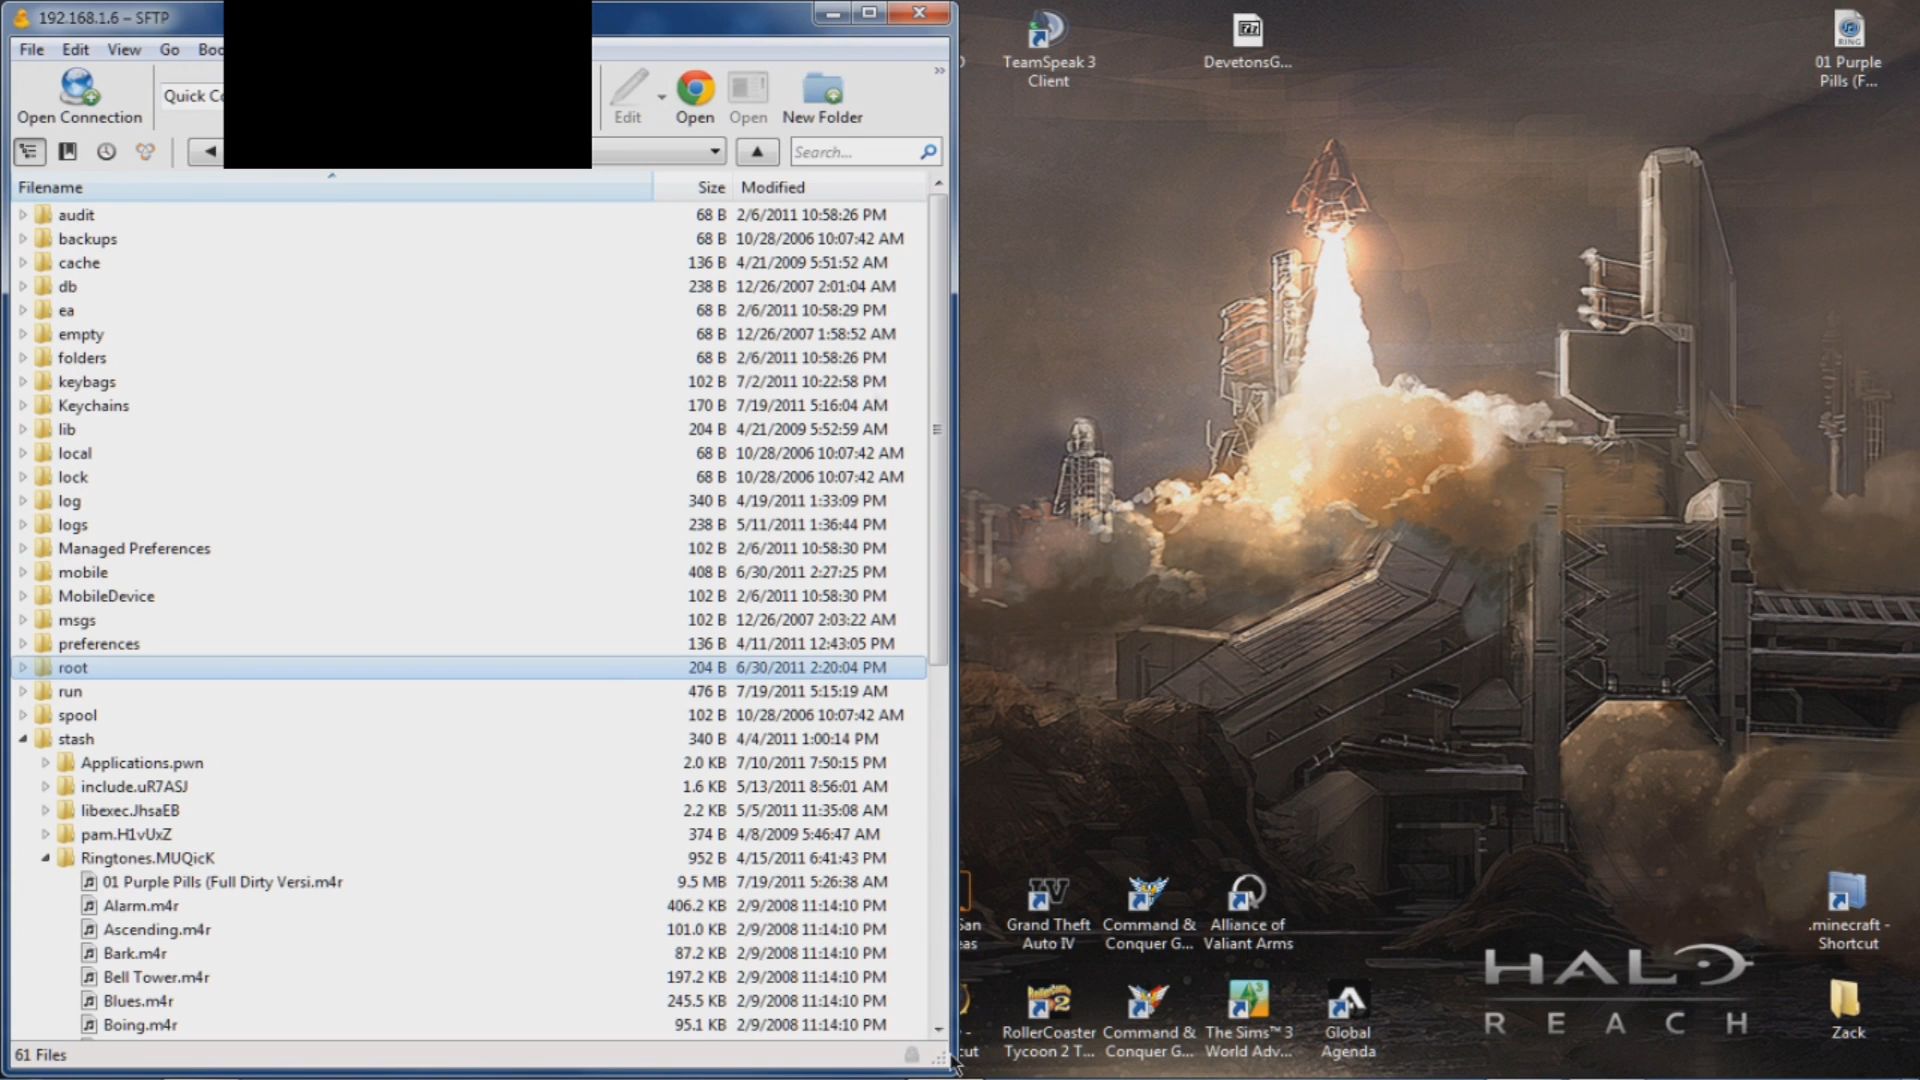 192.168.1.6 – SFTP
File Edit View Go
Open Connection
Edit
Open
Open
New Folder
Search...
Filename Size Modified
audit 68 B 2/6/2011 10:58:26 PM
backups 68 B 10/28/2006 10:07:42 AM
cache 136 B 4/21/2009 5:51:52 AM
db 238 B 12/26/2007 2:01:04 AM
ea 68 B 2/6/2011 10:58:29 PM
empty 68 B 12/26/2007 1:58:52 AM
folders 68 B 2/6/2011 10:58:26 PM
keybags 102 B 7/2/2011 10:22:58 PM
Keychains 170 B 7/19/2011 5:16:04 AM
lib 204 B 4/21/2009 5:52:59 AM
local 68 B 10/28/2006 10:07:42 AM
lock 68 B 10/28/2006 10:07:42 AM
log 340 B 4/19/2011 1:33:09 PM
logs 238 B 5/11/2011 1:36:44 PM
Managed Preferences 102 B 2/6/2011 10:58:30 PM
mobile 408 B 6/30/2011 2:27:25 PM
MobileDevice 102 B 2/6/2011 10:58:30 PM
msgs 102 B 12/26/2007 2:03:22 AM
preferences 136 B 4/11/2011 12:43:05 PM
root 204 B 6/30/2011 2:20:04 PM
run 476 B 7/19/2011 5:15:19 AM
spool 102 B 10/28/2006 10:07:42 AM
stash 340 B 4/4/2011 1:00:14 PM
Applications.pwn 2.0 KB 7/10/2011 7:50:15 PM
include.uR7ASJ 1.6 KB 5/13/2011 8:56:01 AM
libexec.JhsaEB 2.2 KB 5/5/2011 11:35:08 AM
pam.H1vUxZ 374 B 4/8/2009 5:46:47 AM
Ringtones.MUQicK 952 B 4/15/2011 6:41:43 PM
01 Purple Pills (Full Dirty Versi.m4r 9.5 MB 7/19/2011 5:26:38 AM
Alarm.m4r 406.2 KB 2/9/2008 11:14:10 PM
Ascending.m4r 101.0 KB 2/9/2008 11:14:10 PM
Bark.m4r 87.2 KB 2/9/2008 11:14:10 PM
Bell Tower.m4r 197.2 KB 2/9/2008 11:14:10 PM
Blues.m4r 245.5 KB 2/9/2008 11:14:10 PM
Boing.m4r 95.1 KB 2/9/2008 11:14:10 PM
61 Files
TeamSpeak 3
Client
DevetonsG...
RING
01 Purple
Pills (F...
Grand Theft
Auto IV
Command &
Conquer G...
Alliance of
Valiant Arms
.minecraft -
Shortcut
RollerCoaster
Tycoon 2 T...
Command &
Conquer G...
The Sims™ 3
World Adv...
Global
Agenda
HALO
REACH
Zack